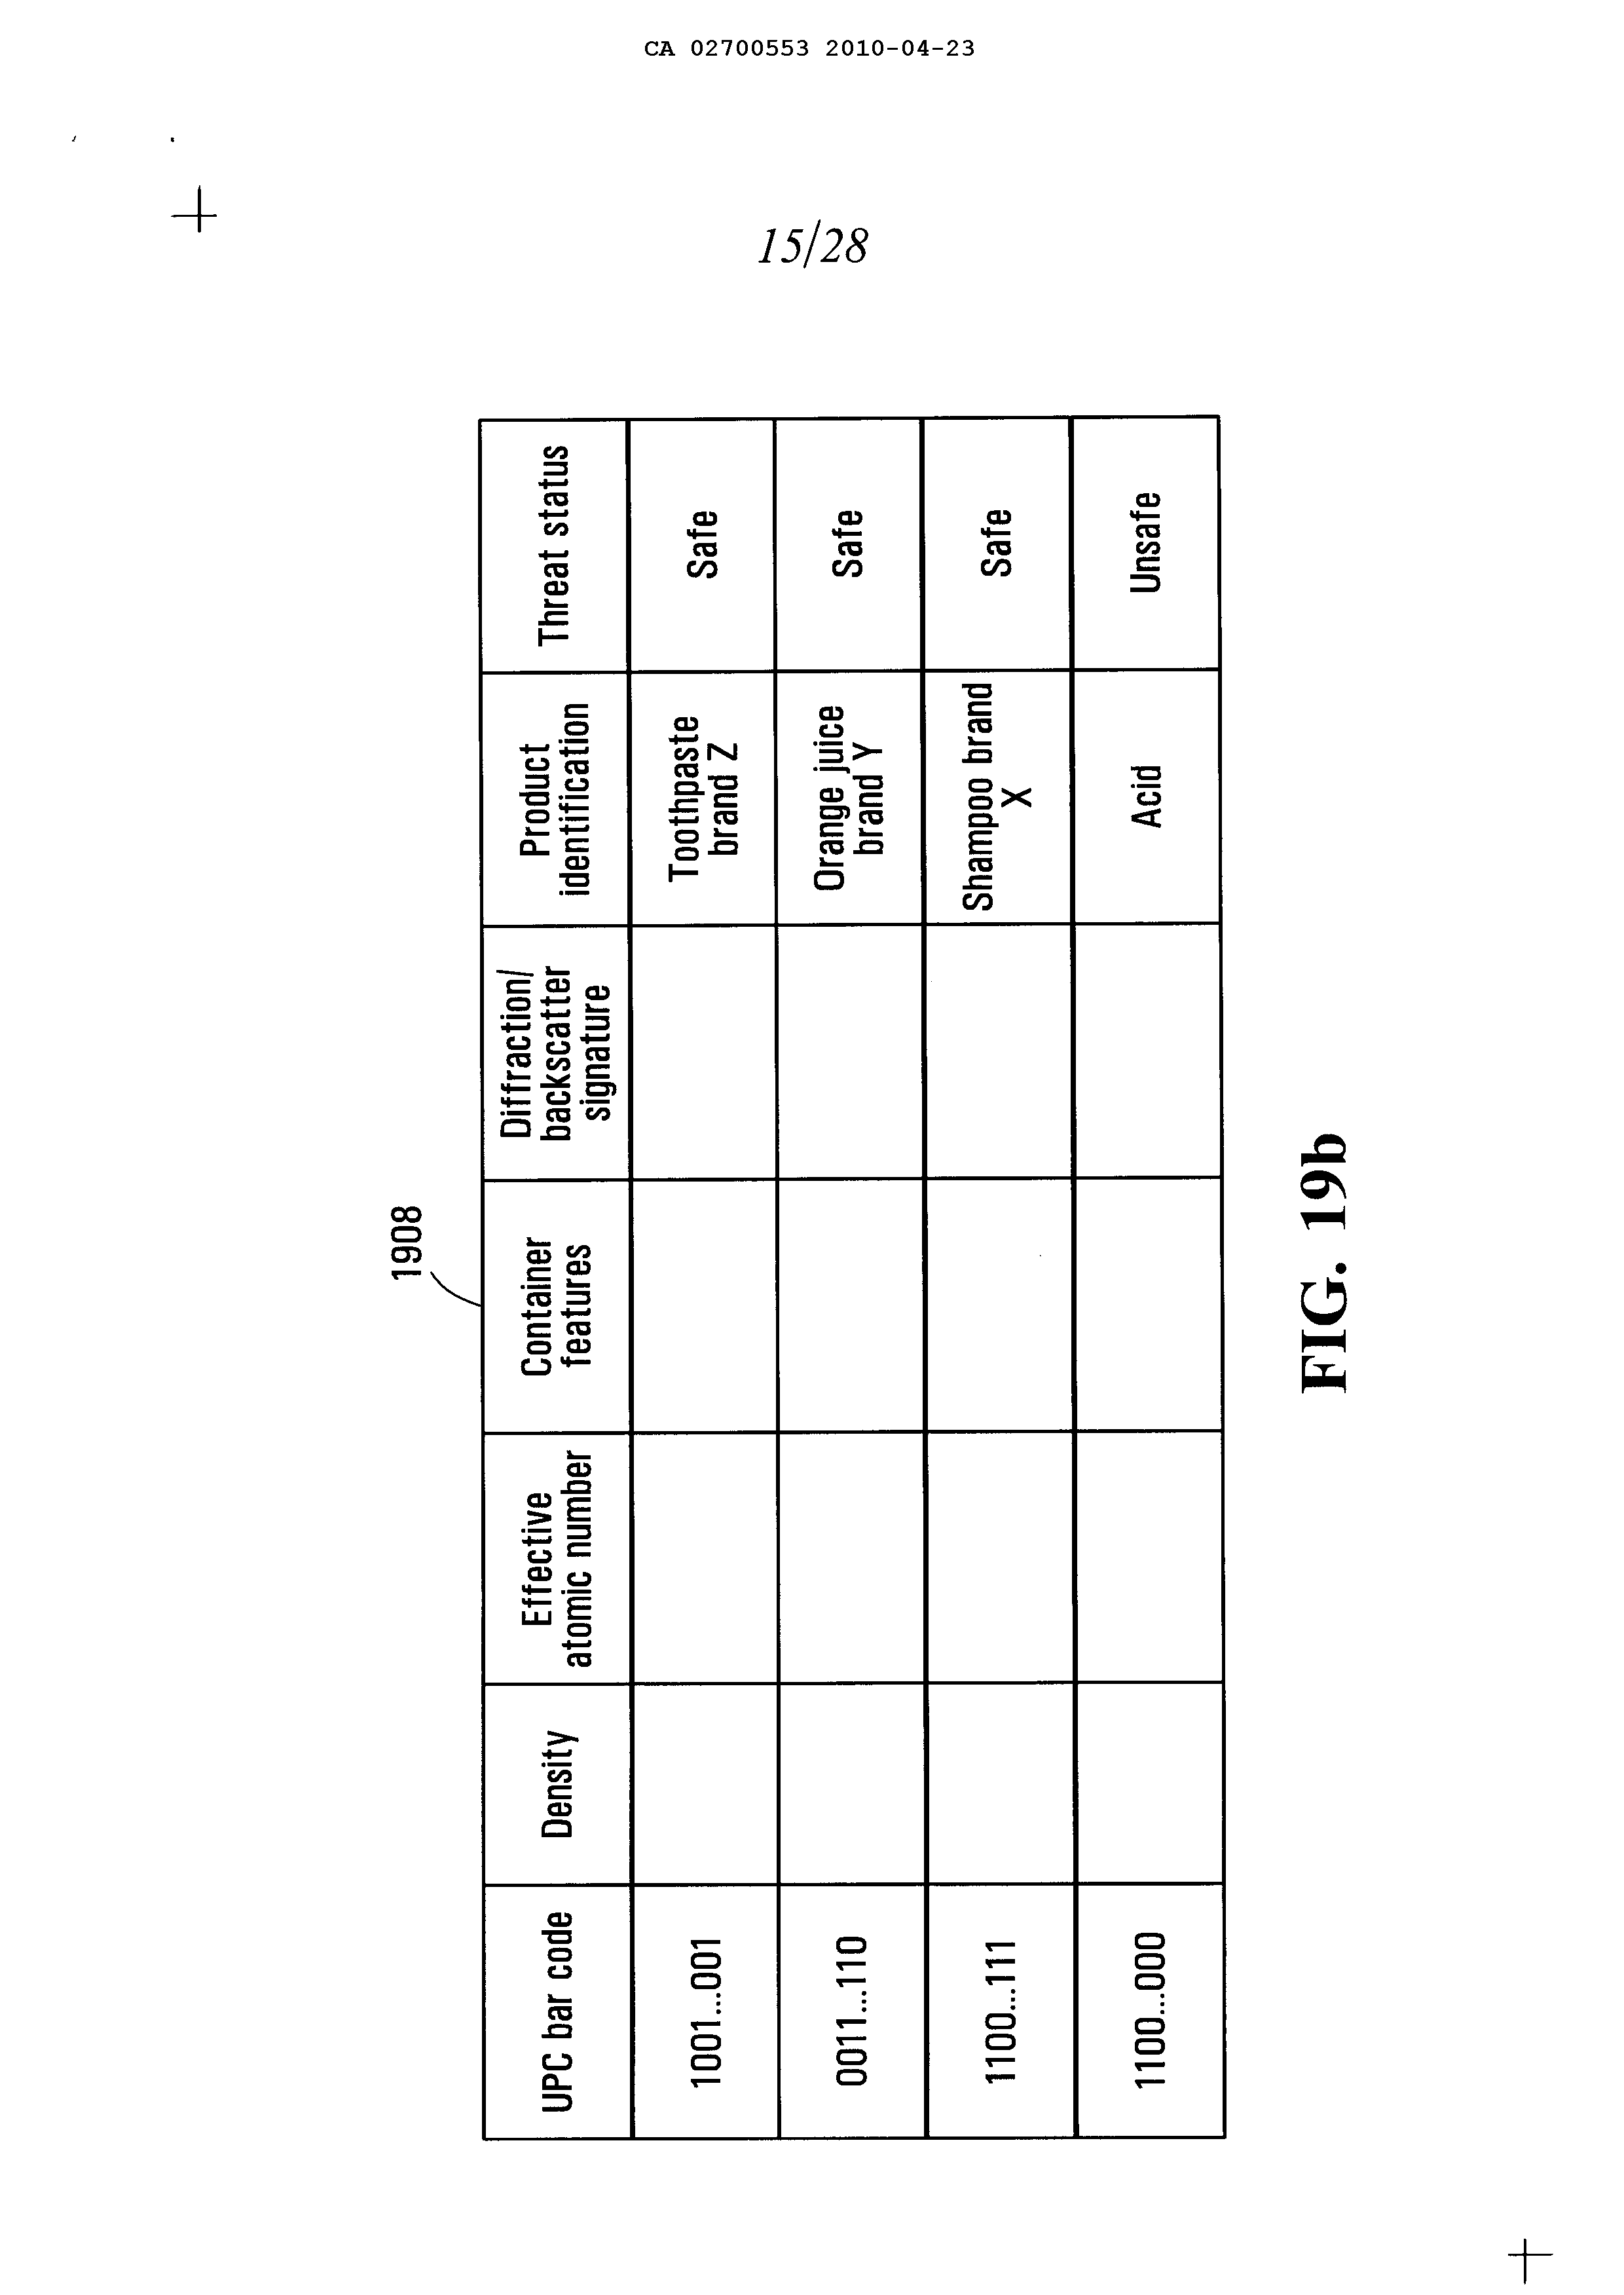 CA 02700553 2010-04-23
15/28
1908
UPC bar code
Density
Effective
atomic number
Container
features
Diffraction/
backscatter
signature
Product
identification
Threat status
1001...001
Toothpaste
brand Z
Safe
0011...110
Orange juice
brand Y
Safe
1100...111
Shampoo brand
X
Safe
1100...000
Acid
Unsafe
FIG. 19b